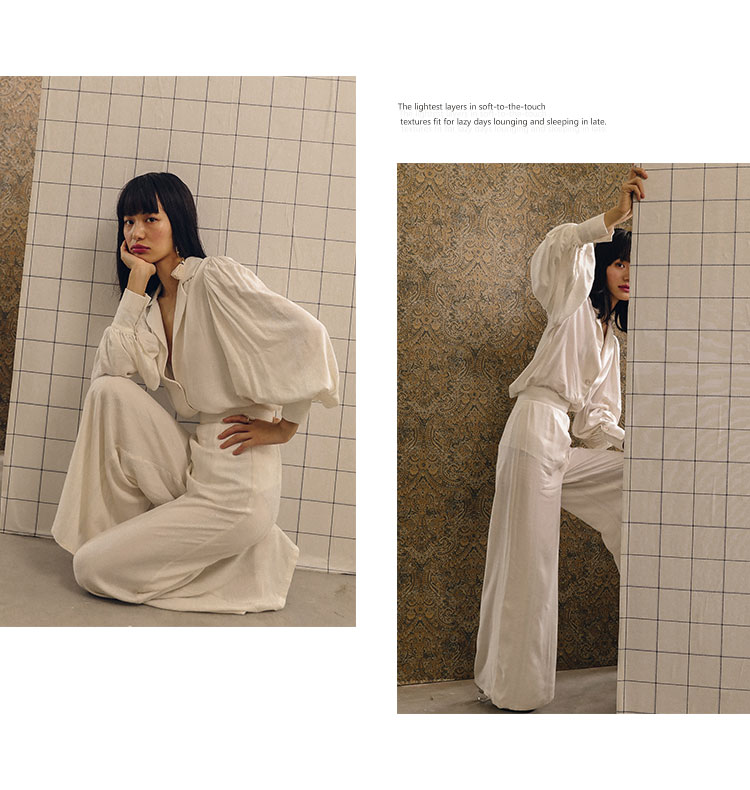 The lightest layers in soft-to-the-touch
textures fit for lazy days lounging and sleeping in late.